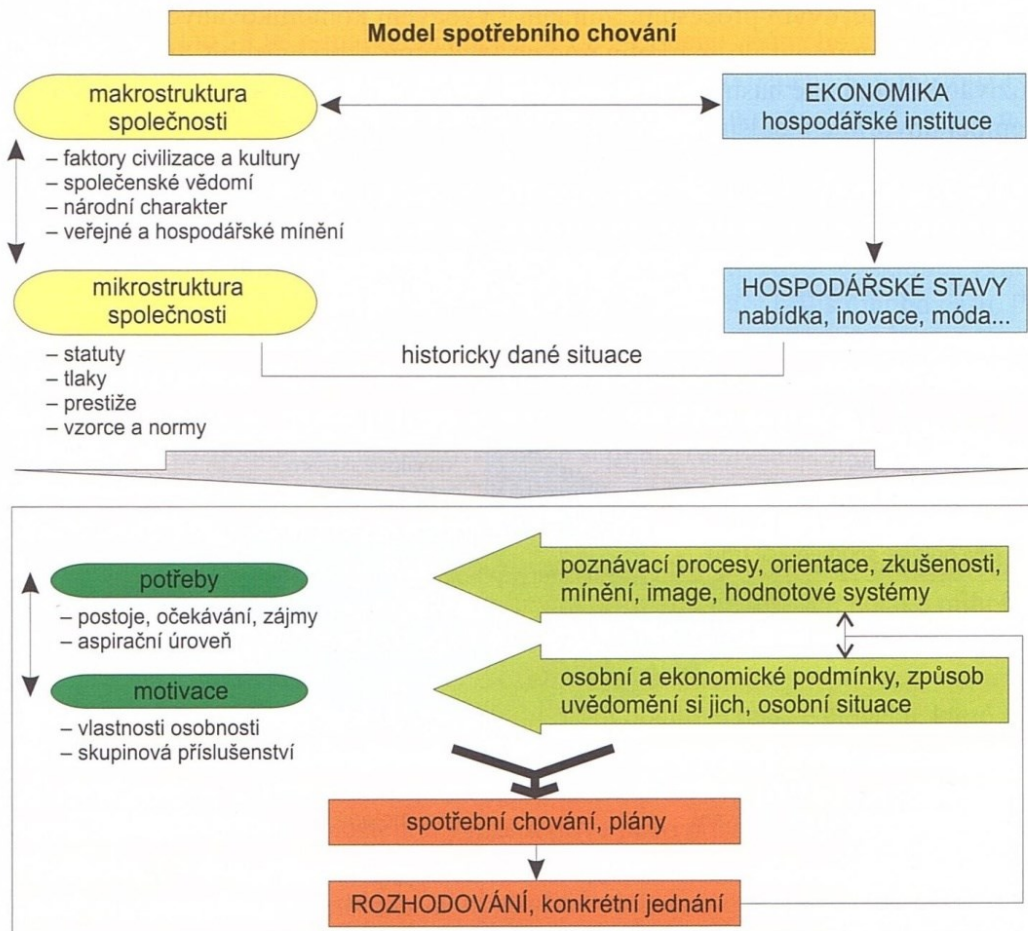 Model spotřebního chování
makrostruktura
společnosti
EKONOMIKA
hospodářské instituce
– faktory civilizace a kultury
– společenské vědomí
– národní charakter
– veřejné a hospodářské mínění
mikrostruktura
společnosti
HOSPODÁŘSKÉ STAVY
nabídka, inovace, móda...
historicky dané situace
– statuty
– tlaky
– prestiže
– vzorce a normy
potřeby
– postoje, očekávání, zájmy
– aspirační úroveň
poznávací procesy, orientace, zkušenosti,
mínění, image, hodnotové systémy
motivace
– vlastnosti osobnosti
– skupinová příslušenství
osobní a ekonomické podmínky, způsob
uvědomění si jich, osobní situace
spotřební chování, plány
ROZHODOVÁNÍ, konkrétní jednání